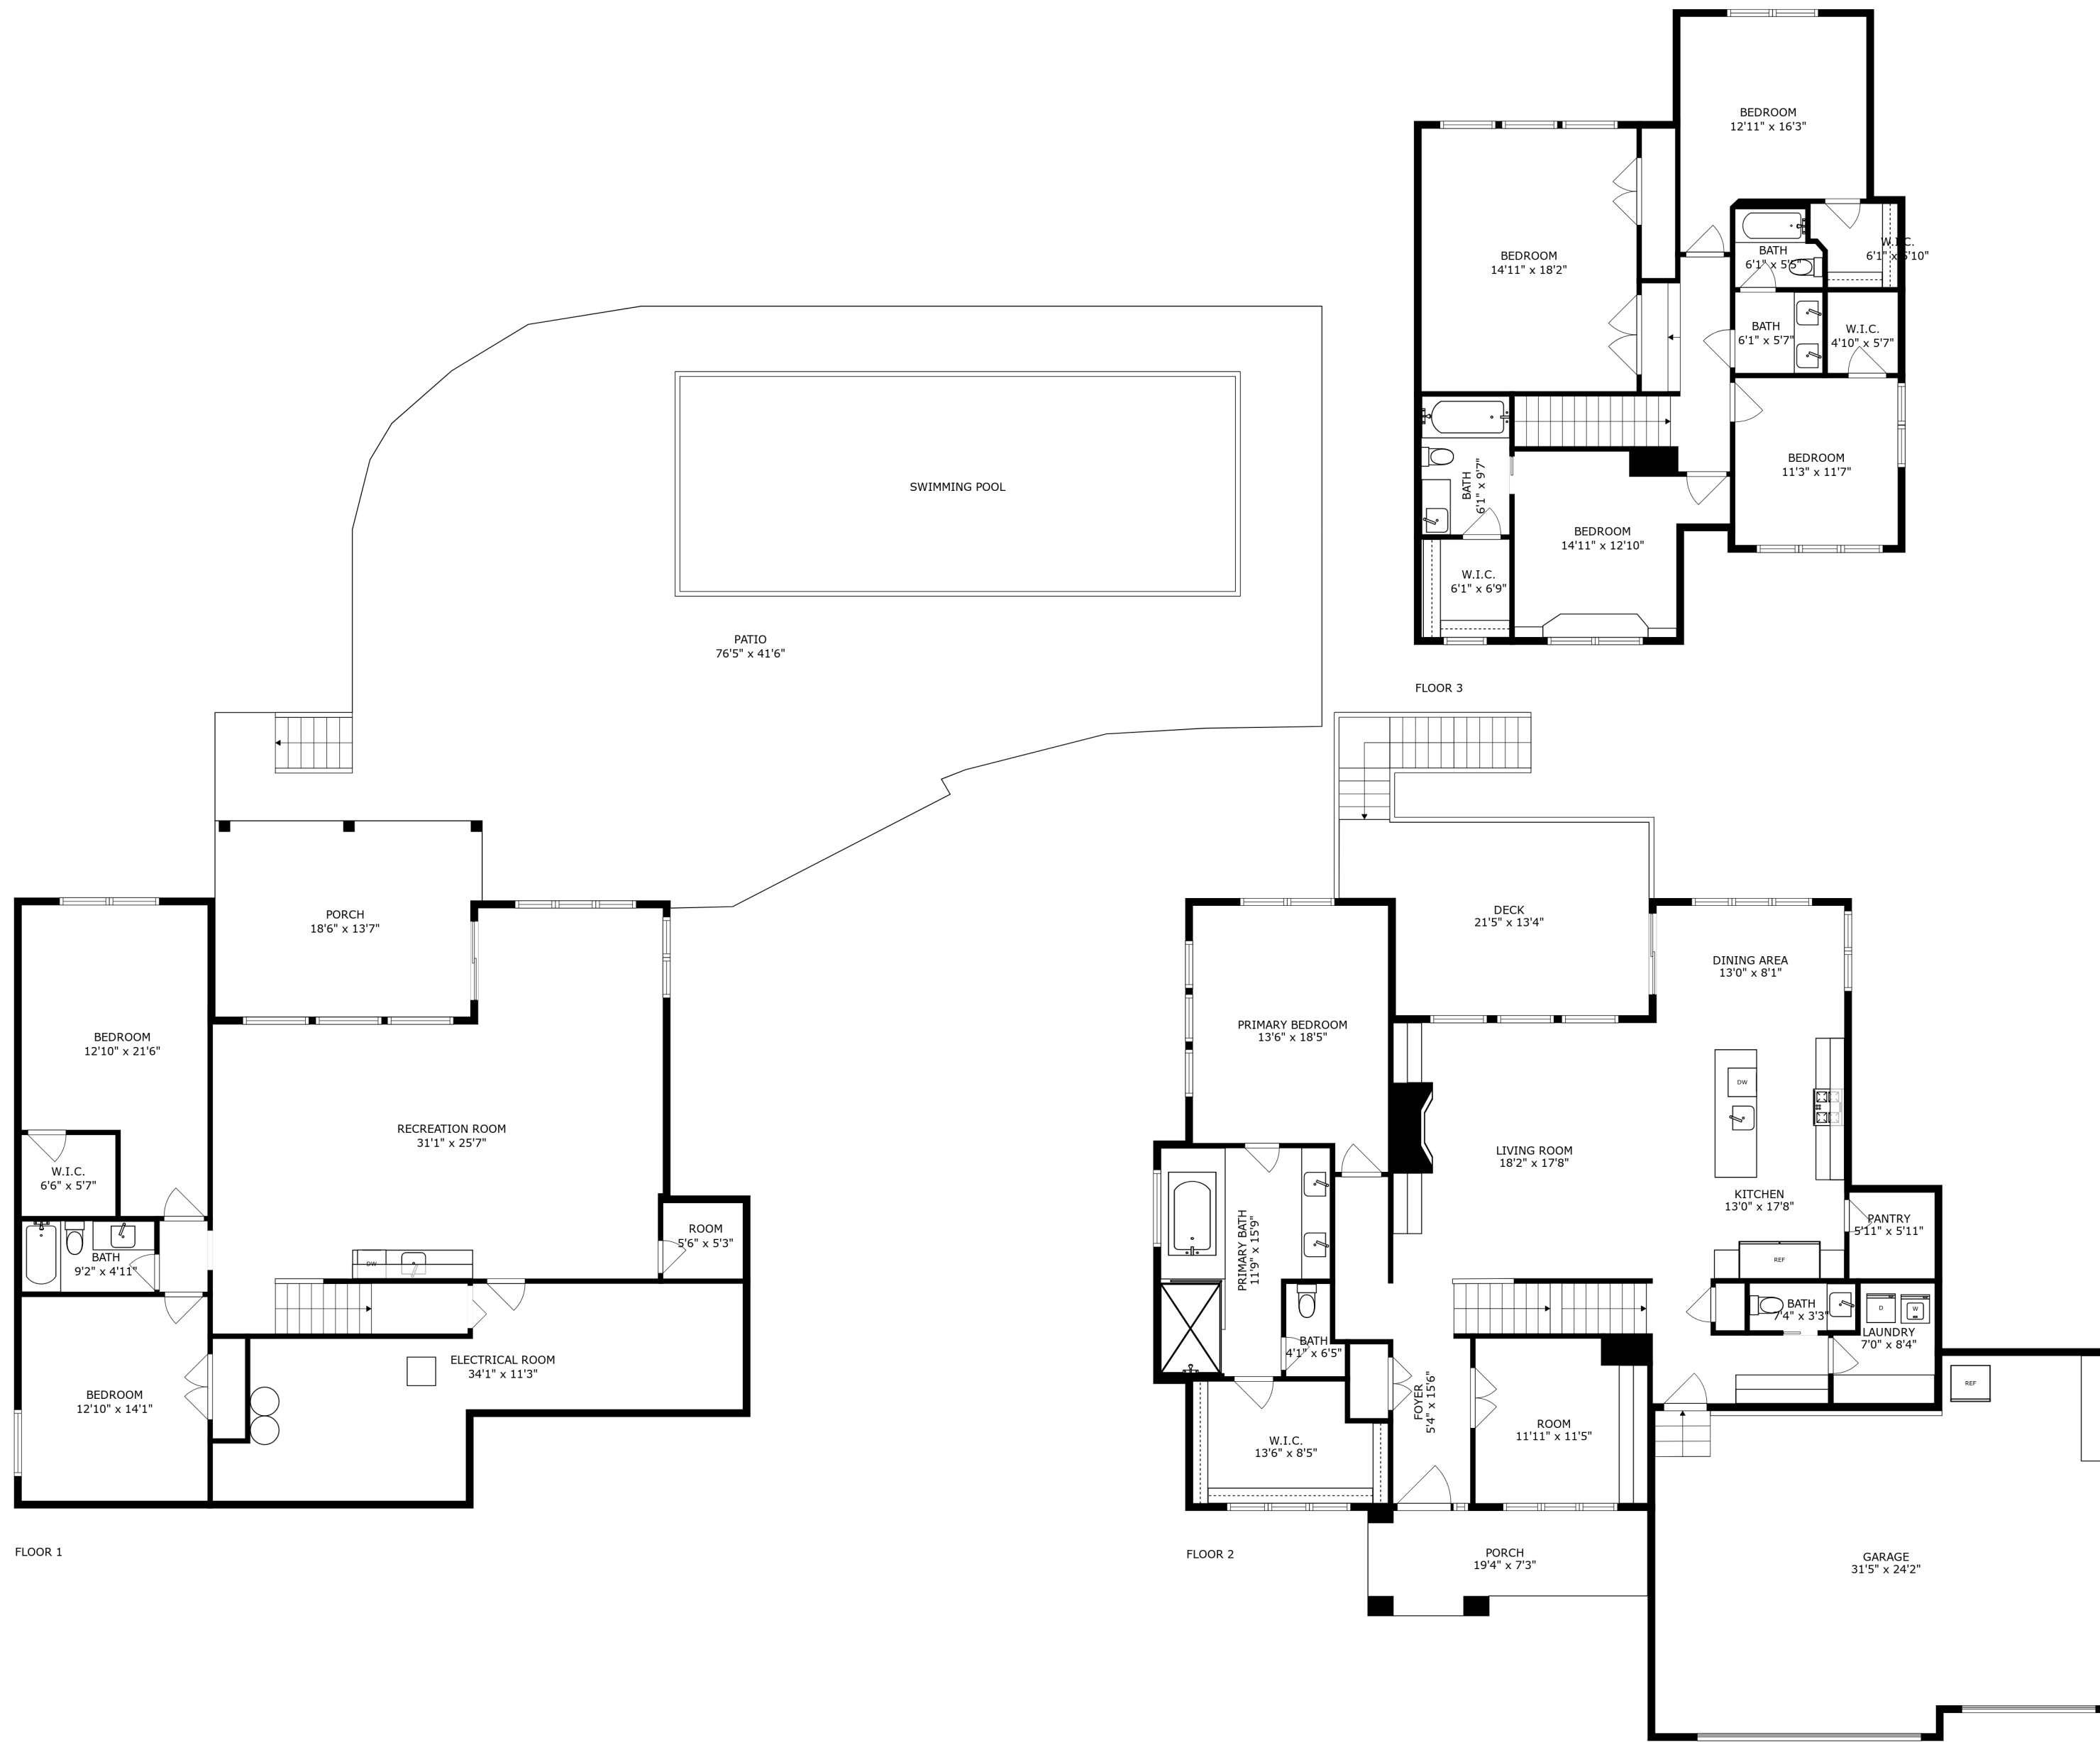 BEDROOM
12'11" x 16'3"
BEDROOM
14'11" x 18'2"
BATH
6'1" x 5'5"
W.I.C.
BATH
6'1" x 5'7"
W.I.C.
4'10" x 5'7"
BEDROOM
11'3" x 11'7"
BATH
6'1" x 9'7"
BEDROOM
14'11" x 12'10"
W.I.C.
6'1" x 6'9"
FLOOR 3
SWIMMING POOL
PATIO
76'5" x 41'6"
PORCH
18'6" x 13'7"
BEDROOM
12'10" x 21'6"
RECREATION ROOM
31'1" x 25'7"
W.I.C.
6'6" x 5'7"
ROOM
5'6" x 5'3"
BATH
9'2" x 4'11"
DW
ELECTRICAL ROOM
34'1" x 11'3"
BEDROOM
12'10" x 14'1"
FLOOR 1
DECK
21'5" x 13'4"
DINING AREA
13'0" x 8'1"
PRIMARY BEDROOM
13'6" x 18'5"
DW
LIVING ROOM
18'2" x 17'8"
KITCHEN
13'0" x 17'8"
PANTRY
5'11" x 5'11"
REF
PRIMARY BATH
11'9" x 15'9"
BATH
7'4" x 3'3"
D
W
LAUNDRY
7'0" x 8'4"
BATH
4'1" x 6'5"
REF
FOYER
5'4" x 15'6"
ROOM
11'11" x 11'5"
W.I.C.
13'6" x 8'5"
PORCH
19'4" x 7'3"
GARAGE
31'5" x 24'2"
FLOOR 2